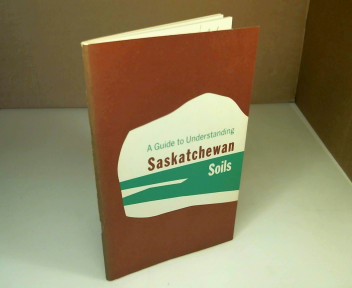 A Guide to Understanding
Saskatchewan
Soils